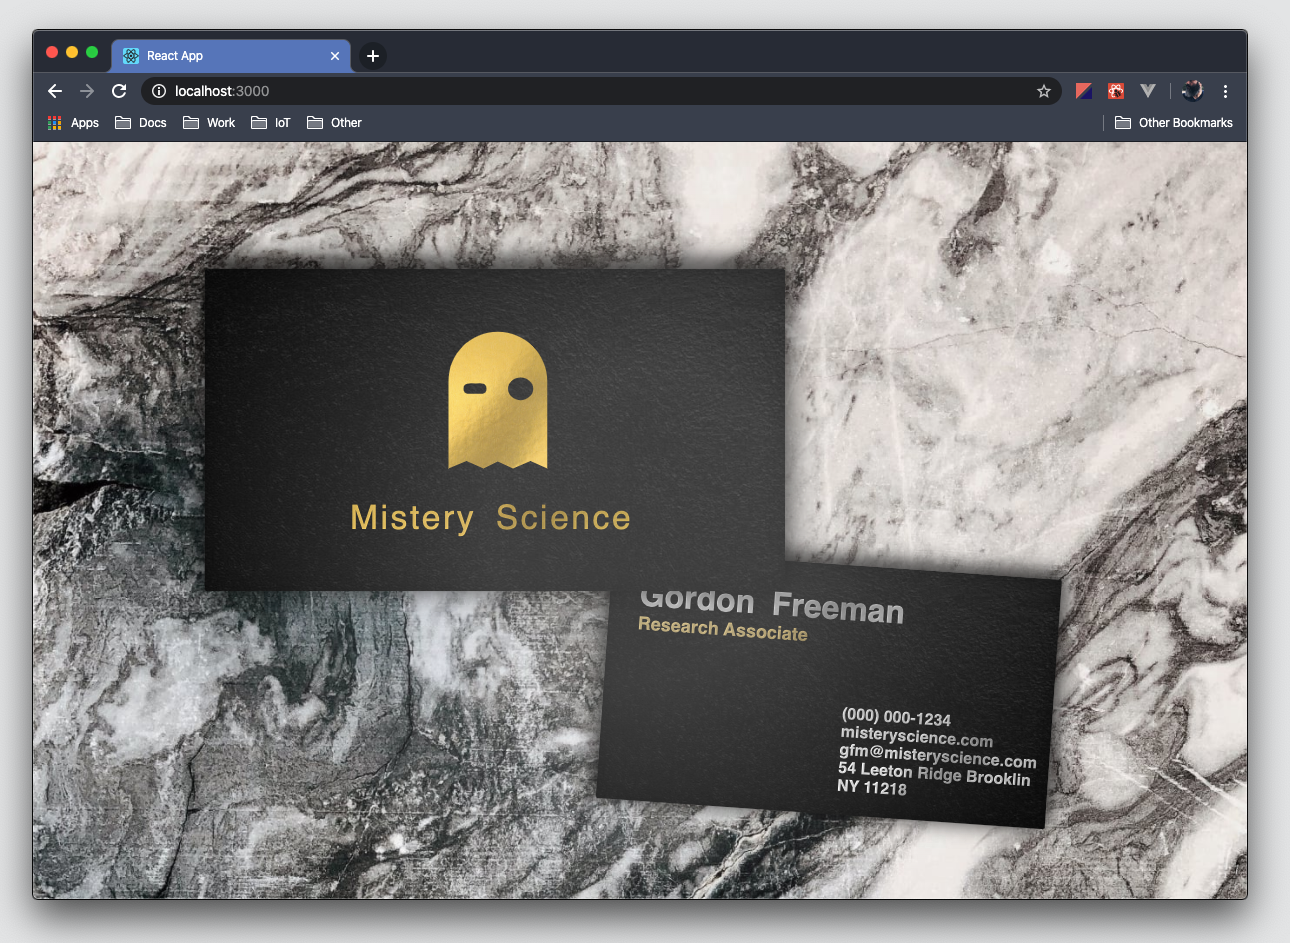 React App
localhost:3000
Apps Docs Work IoT Other Other Bookmarks
Mistery Science
Gordon Freeman
Research Associate
(000) 000-1234
misteryscience.com
gfm@misteryscience.com
54 Leeton Ridge Brooklin
NY 11218